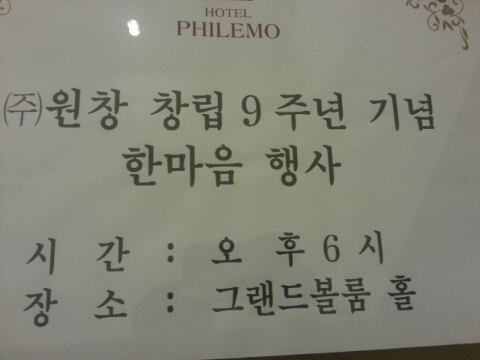 HOTEL
PHILEMO
㈜원창 창립 9 주년 기념
한마음 행사
시 간 : 오 후 6 시
장 소 : 그랜드볼룸 홀